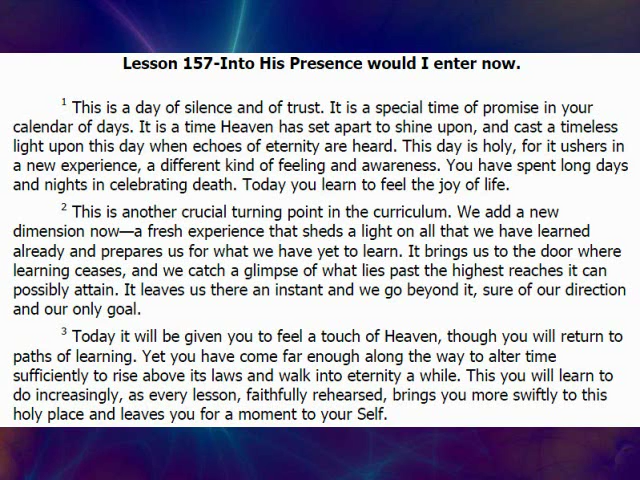 Lesson 157-Into His Presence would I enter now.
1 This is a day of silence and of trust. It is a special time of promise in your
calendar of days. It is a time Heaven has set apart to shine upon, and cast a timeless
light upon this day when echoes of eternity are heard. This day is holy, for it ushers in
a new experience, a different kind of feeling and awareness. You have spent long days
and nights in celebrating death. Today you learn to feel the joy of life.
2 This is another crucial turning point in the curriculum. We add a new
dimension now—a fresh experience that sheds a light on all that we have learned
already and prepares us for what we have yet to learn. It brings us to the door where
learning ceases, and we catch a glimpse of what lies past the highest reaches it can
possibly attain. It leaves us there an instant and we go beyond it, sure of our direction
and our only goal.
3 Today it will be given you to feel a touch of Heaven, though you will return to
paths of learning. Yet you have come far enough along the way to alter time
sufficiently to rise above its laws and walk into eternity a while. This you will learn to
do increasingly, as every lesson, faithfully rehearsed, brings you more swiftly to this
holy place and leaves you for a moment to your Self.